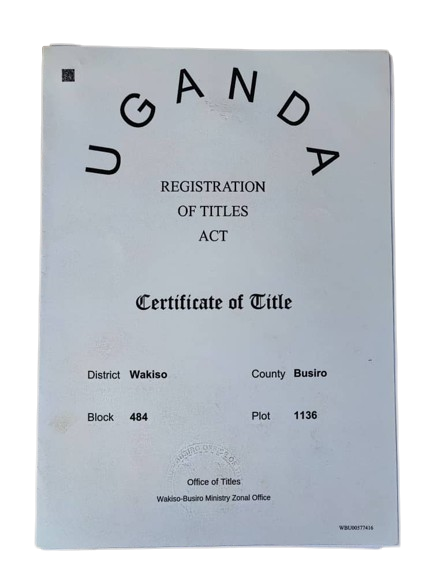 UGANDA
REGISTRATION
OF TITLES
ACT
Certificate of Title
District Wakiso County Busiro
Block 484 Plot 1136
Office of Titles
Wakiso-Busiro Ministry Zonal Office
WBU00577416